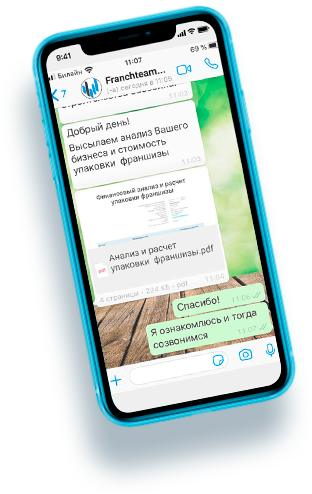 9:41
Билайн
11:07
69 %
7
Franchteam...
(-а) сегодня в 11:05
11:03
Добрый день!
Высылаем анализ Вашего
бизнеса и стоимость
упаковки франшизы
11:03
Финансовый анализ и расчет
упаковки франшизы
Анализ и расчет
упаковки франшизы.pdf
4 страницы · 224 КБ · pdf
11:04
Спасибо!
11:06
Я ознакомлюсь и тогда
созвонимся
11:07